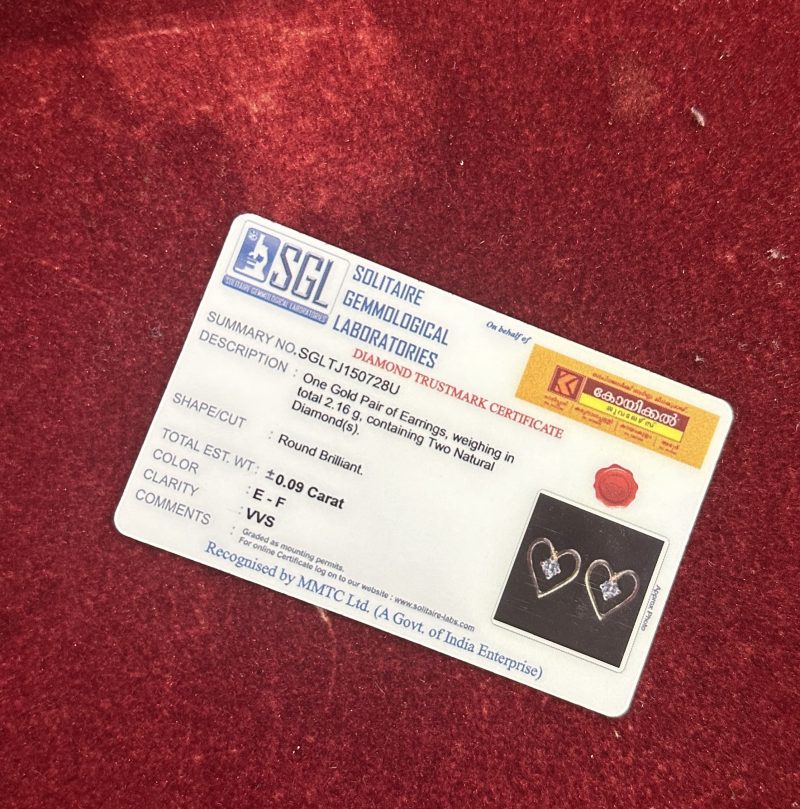 SGL
SOLITAIRE GEMMOLOGICAL LABORATORIES
SOLITAIRE
GEMMOLOGICAL
LABORATORIES
On behalf of
കോയിക്കൽ
ജുവലേഴ്സ്
DIAMOND TRUSTMARK CERTIFICATE
SUMMARY NO. SGLTJ150728U
DESCRIPTION : One Gold Pair of Earrings, weighing in
total 2.16 g, containing Two Natural
Diamond(s).
SHAPE/CUT : Round Brilliant.
TOTAL EST. WT : ±0.09 Carat
COLOR : E - F
CLARITY : VVS
COMMENTS : Graded as mounting permits.
For online Certificate log on to our website : www.solitaire-labs.com
Recognised by MMTC Ltd. (A Govt. of India Enterprise)
Approx Photo